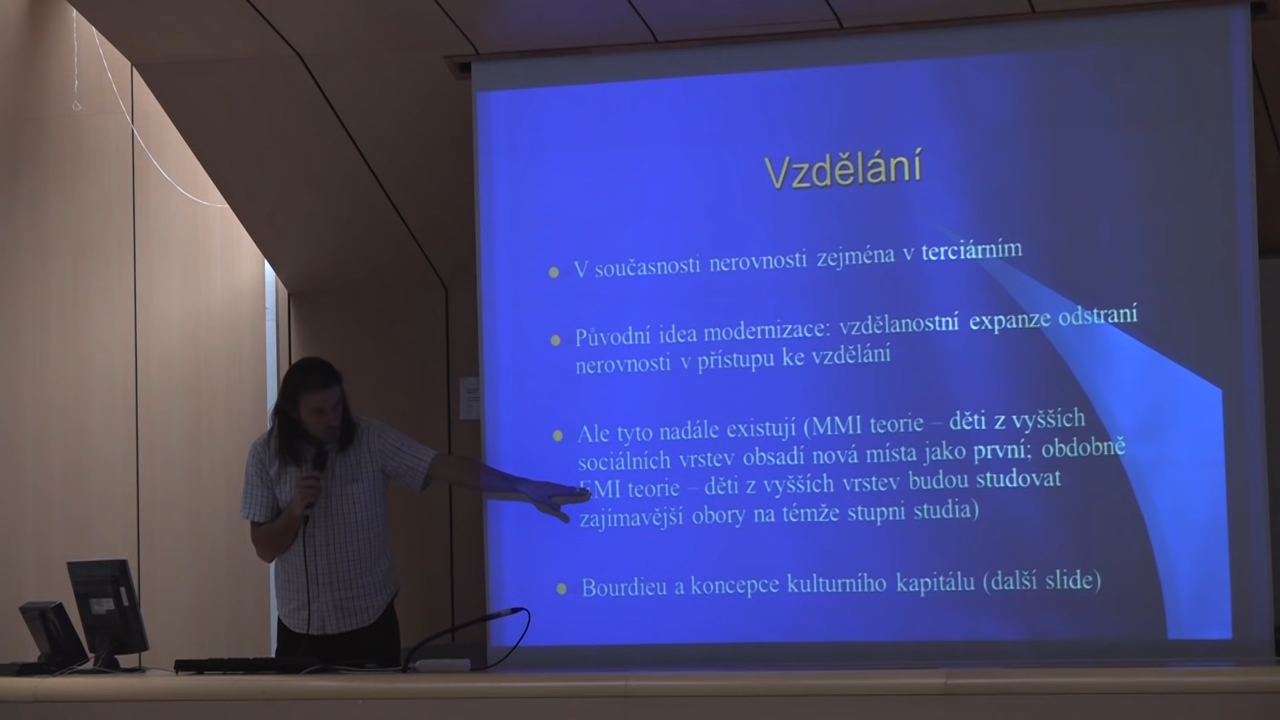 Vzdělání
V současnosti nerovnosti zejména v terciárním
Původní idea modernizace: vzdělanostní expanze odstraní
nerovnosti v přístupu ke vzdělání
Ale tyto nadále existují (MMI teorie – děti z vyšších
sociálních vrstev obsadí nová místa jako první; obdobně
EMI teorie – děti z vyšších vrstev budou studovat
zajímavější obory na témže stupni studia)
Bourdieu a koncepce kulturního kapitálu (další slide)